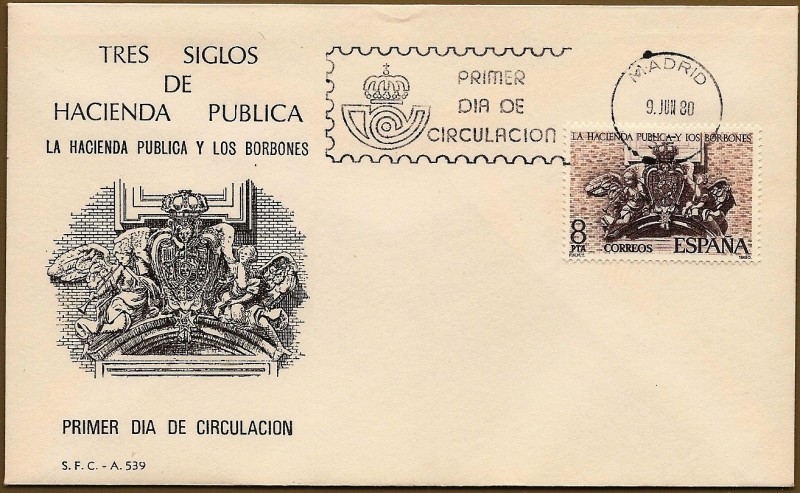 TRES SIGLOS
DE
HACIENDA PUBLICA
LA HACIENDA PUBLICA Y LOS BORBONES
PRIMER DIA DE CIRCULACION
S. F. C. - A. 539
PRIMER
DIA DE
CIRCULACION
MADRID
9. JUN 80
LA HACIENDA PUBLICA Y LOS BORBONES
8
PTA
CORREOS
ESPAÑA
1980